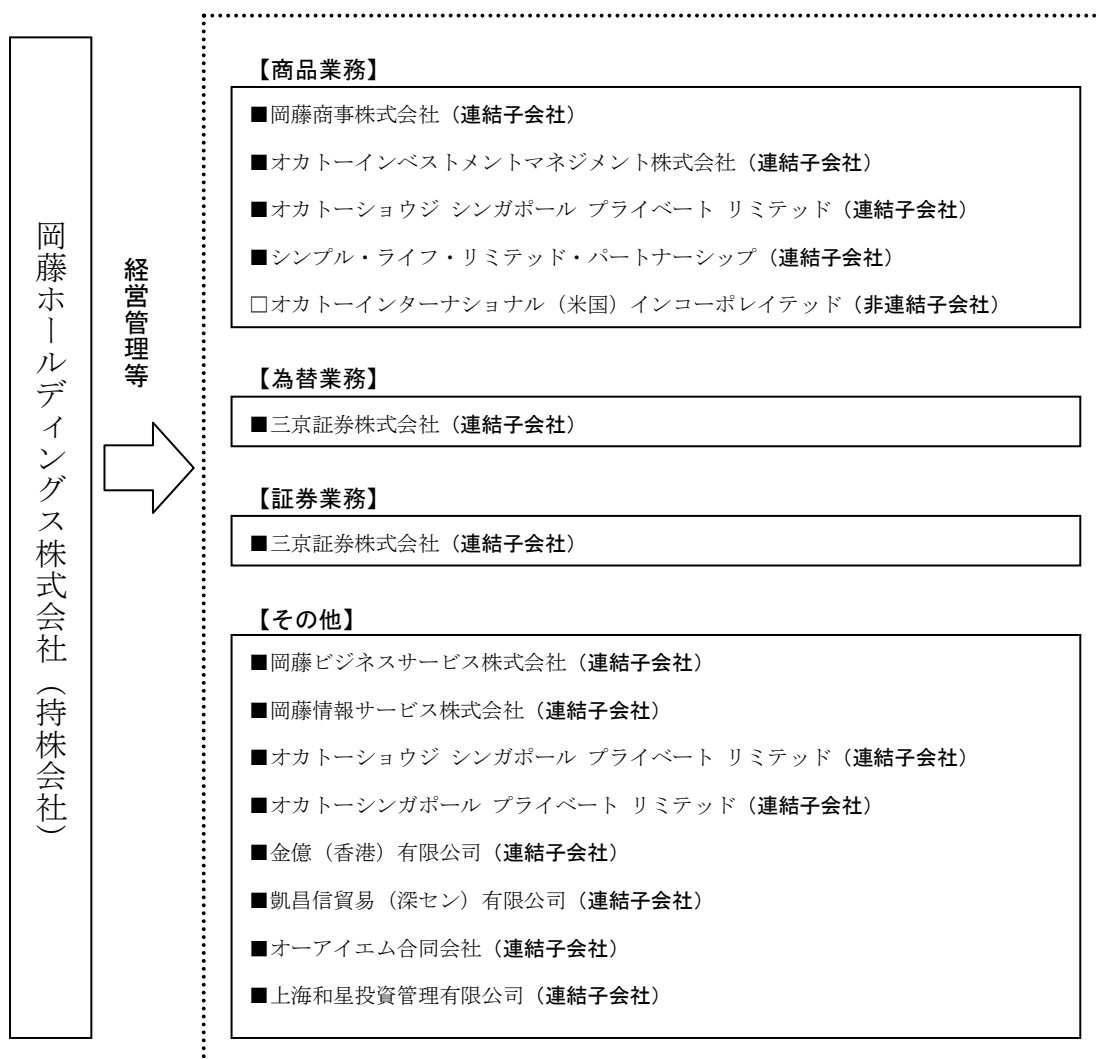 岡藤ホールディングス株式会社（持株会社）
経営管理等
【商品業務】
■岡藤商事株式会社（連結子会社）
■オカトーインベストメントマネジメント株式会社（連結子会社）
■オカトーショウジ シンガポール プライベート リミテッド（連結子会社）
■シンプル・ライフ・リミテッド・パートナーシップ（連結子会社）
□オカトーインターナショナル（米国）インコーポレイテッド（非連結子会社）
【為替業務】
■三京証券株式会社（連結子会社）
【証券業務】
■三京証券株式会社（連結子会社）
【その他】
■岡藤ビジネスサービス株式会社（連結子会社）
■岡藤情報サービス株式会社（連結子会社）
■オカトーショウジ シンガポール プライベート リミテッド（連結子会社）
■オカトーシンガポール プライベート リミテッド（連結子会社）
■金億（香港）有限公司（連結子会社）
■凱昌信貿易（深セン）有限公司（連結子会社）
■オーアイエム合同会社（連結子会社）
■上海和星投資管理有限公司（連結子会社）